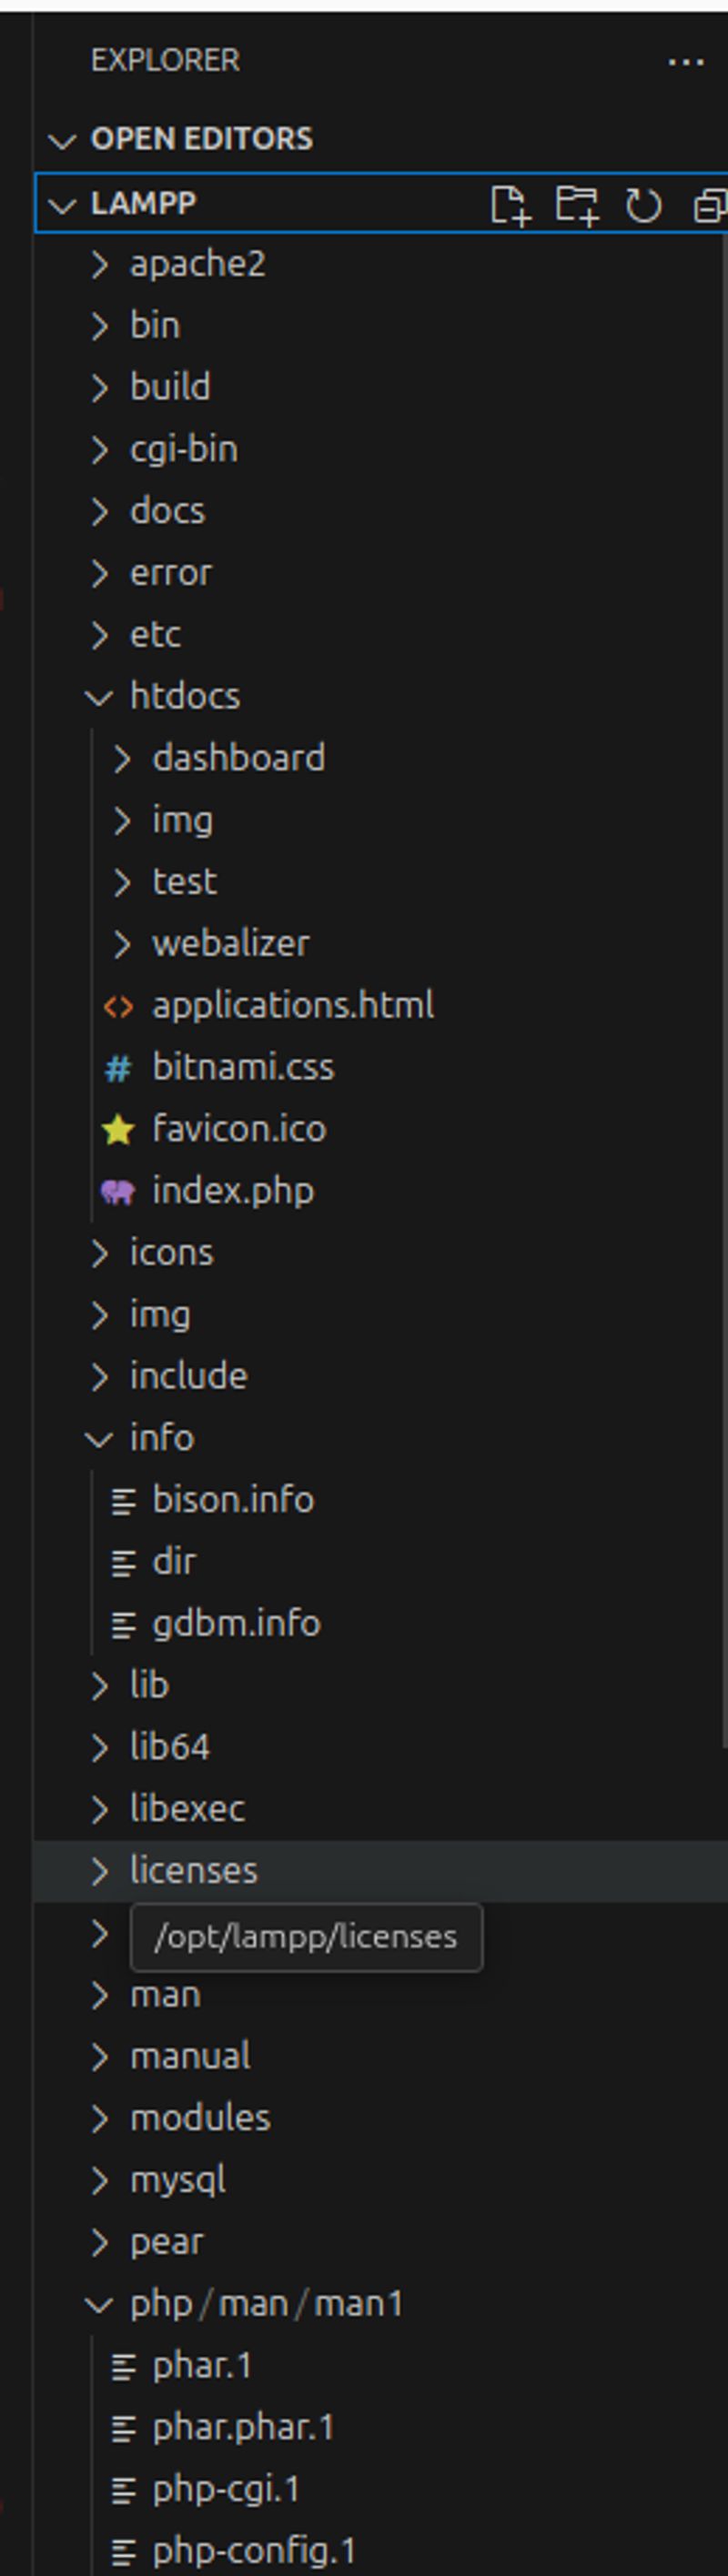 EXPLORER
OPEN EDITORS
LAMPP
apache2
bin
build
cgi-bin
docs
error
etc
htdocs
dashboard
img
test
webalizer
applications.html
bitnami.css
favicon.ico
index.php
icons
img
include
info
bison.info
dir
gdbm.info
lib
lib64
libexec
licenses
/opt/lampp/licenses
man
manual
modules
mysql
pear
php/man/man1
phar.1
phar.phar.1
php-cgi.1
php-config.1